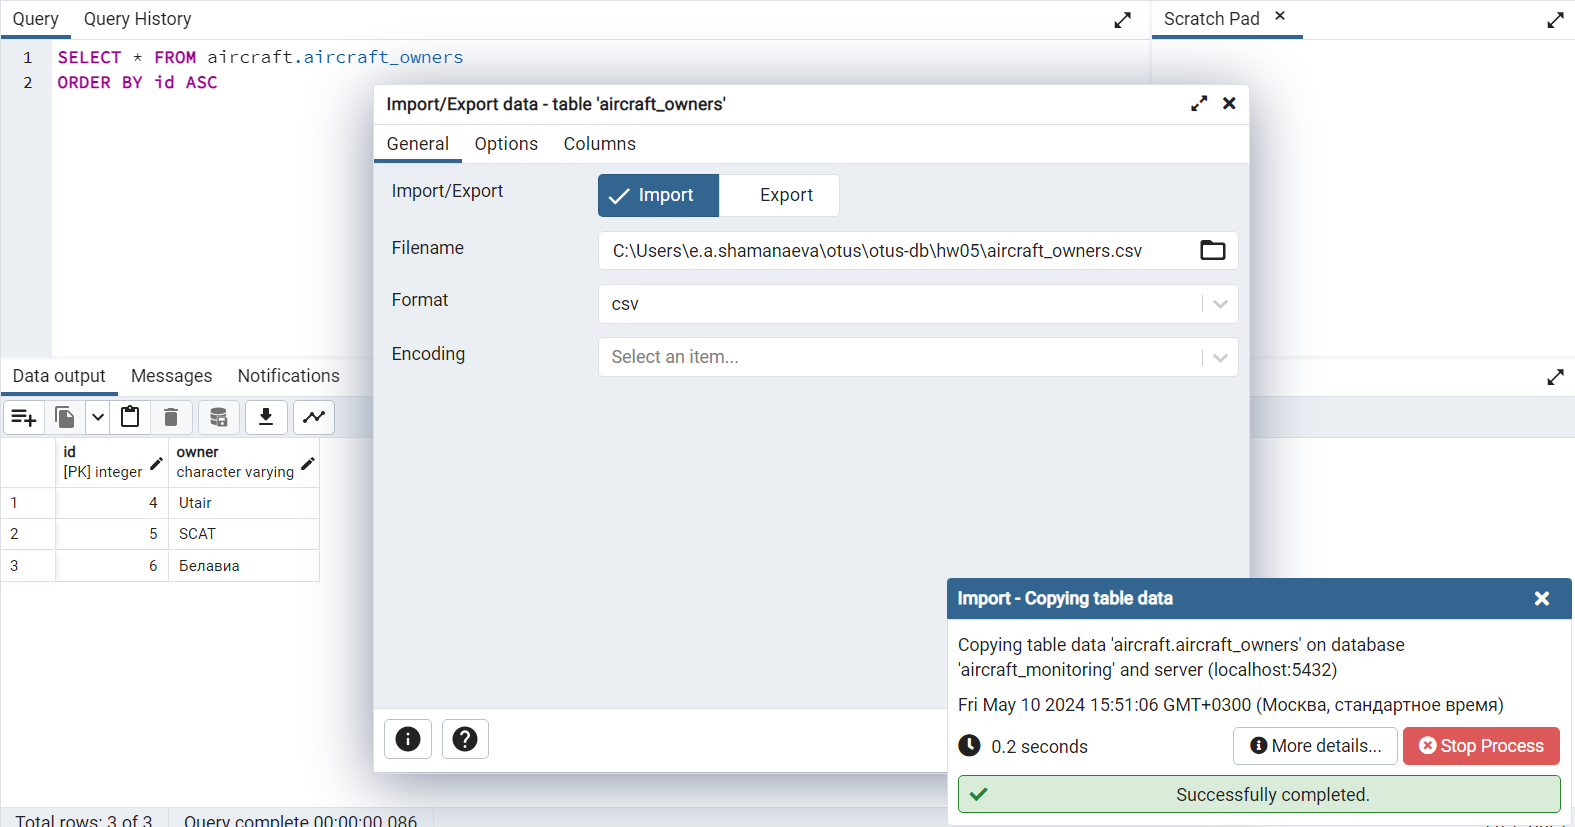 Query Query History
Scratch Pad
1 SELECT * FROM aircraft.aircraft_owners
2 ORDER BY id ASC
Import/Export data - table 'aircraft_owners'
General Options Columns
Import/Export Import Export
Filename C:\Users\e.a.shamanaeva\otus\otus-db\hw05\aircraft_owners.csv
Format csv
Encoding Select an item...
Data output Messages Notifications
id owner
[PK] integer character varying
1 4 Utair
2 5 SCAT
3 6 Белавиа
Import - Copying table data
Copying table data 'aircraft.aircraft_owners' on database
'aircraft_monitoring' and server (localhost:5432)
Fri May 10 2024 15:51:06 GMT+0300 (Москва, стандартное время)
0.2 seconds More details... Stop Process
Successfully completed.
Total rows: 3 of 3 Query complete 00:00:00.086